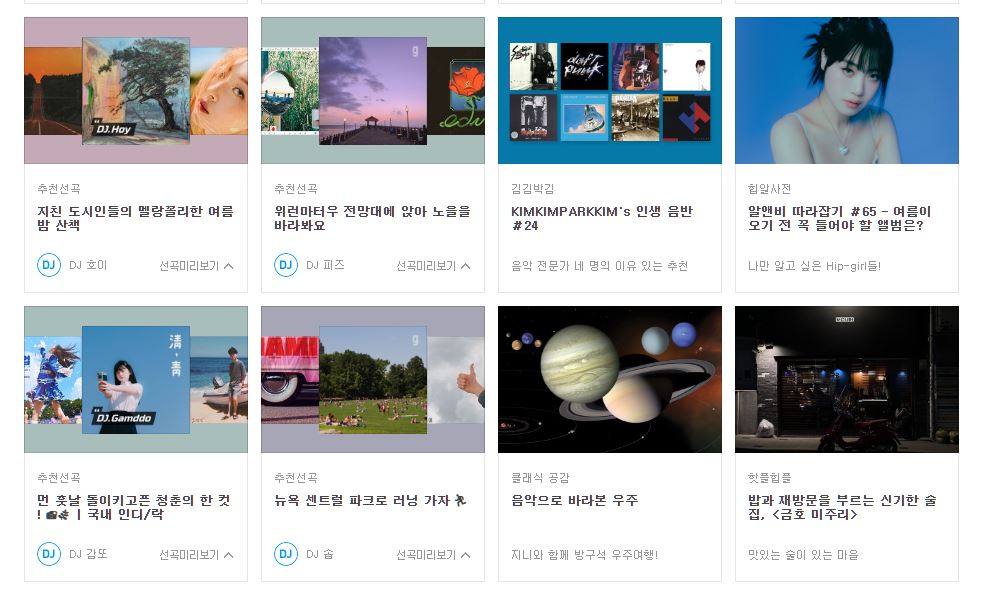 DJ.Hoy
g
추천선곡
지친 도시인들의 멜랑꼴리한 여름
밤 산책
DJ DJ 호이 선곡미리보기
추천선곡
위런마터우 전망대에 앉아 노을을
바라봐요
DJ DJ 피즈 선곡미리보기
daft punk
김김박김
KIMKIMPARKKIM's 인생 음반
#24
음악 전문가 네 명의 이유 있는 추천
힙알사전
알앤비 따라잡기 #65 - 여름이
오기 전 꼭 들어야 할 앨범은?
나만 알고 싶은 Hip-girl들!
清,
青
DJ.Gamddo
g
추천선곡
먼 훗날 돌이키고픈 청춘의 한 컷
! | 국내 인디/락
DJ DJ 감또 선곡미리보기
추천선곡
뉴욕 센트럴 파크로 러닝 가자
DJ DJ 숍 선곡미리보기
클래식 공감
음악으로 바라본 우주
지니와 함께 방구석 우주여행!
핫플힙플
밥과 재방문을 부르는 신기한 술
집, <금호 미주리>
맛있는 술이 있는 마을